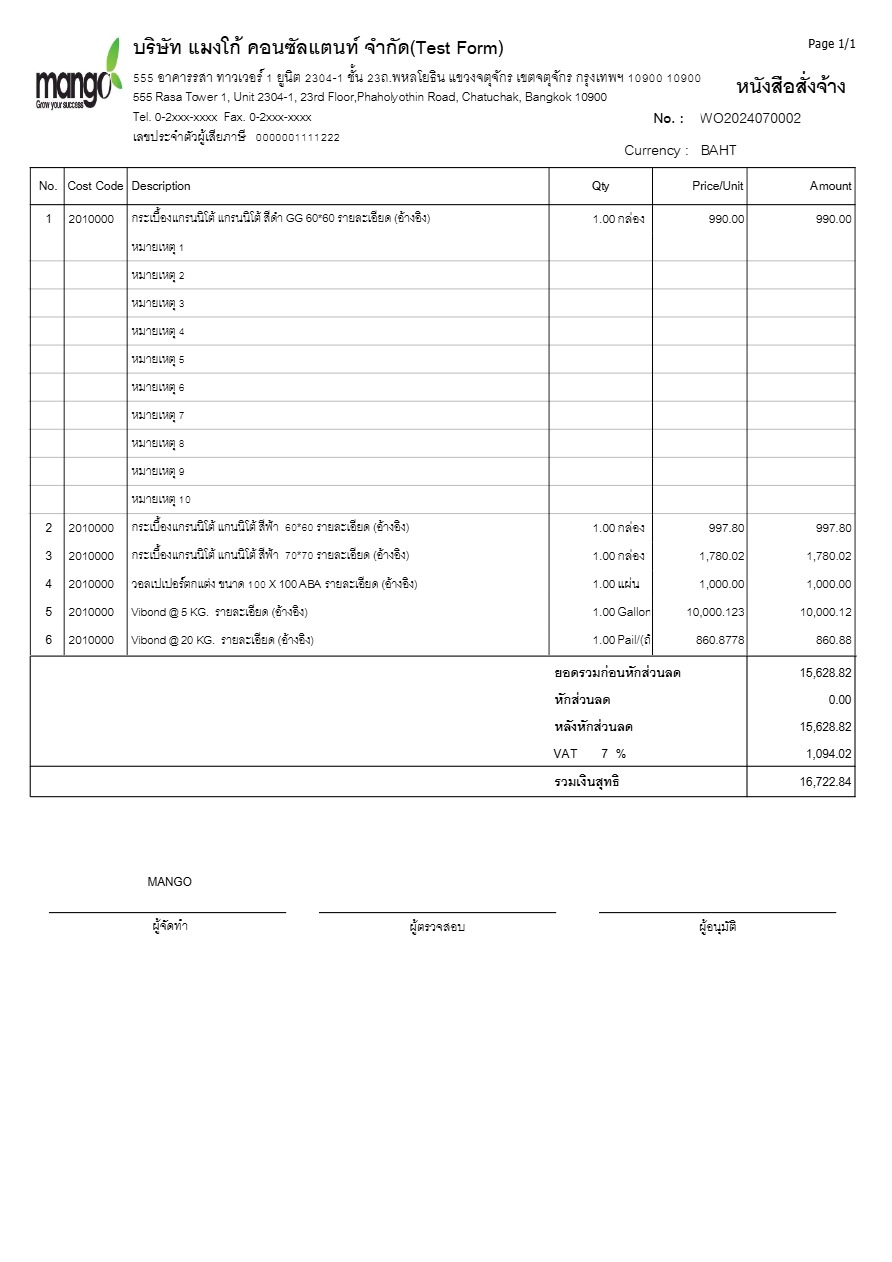 mango
Grow your success
บริษัท แมงโก้ คอนซัลแตนท์ จำกัด(Test Form)
Page 1/1
555 อาคารรสา ทาวเวอร์ 1 ยูนิต 2304-1 ชั้น 23ถ.พหลโยธิน แขวงจตุจักร เขตจตุจักร กรุงเทพฯ 10900 10900
หนังสือสั่งจ้าง
555 Rasa Tower 1, Unit 2304-1, 23rd Floor,Phaholyothin Road, Chatuchak, Bangkok 10900
Tel. 0-2xxx-xxxx Fax. 0-2xxx-xxxx
No. : WO2024070002
เลขประจำตัวผู้เสียภาษี 0000001111222
Currency : BAHT
No. Cost Code Description Qty Price/Unit Amount
1 2010000 กระเบื้องแกรนนิโต้ แกรนนิโต้ สีดำ GG 60*60 รายละเอียด (อ้างอิง) 1.00 กล่อง 990.00 990.00
หมายเหตุ 1
หมายเหตุ 2
หมายเหตุ 3
หมายเหตุ 4
หมายเหตุ 5
หมายเหตุ 6
หมายเหตุ 7
หมายเหตุ 8
หมายเหตุ 9
หมายเหตุ 10
2 2010000 กระเบื้องแกรนนิโต้ แกนนิโต้ สีฟ้า 60*60 รายละเอียด (อ้างอิง) 1.00 กล่อง 997.80 997.80
3 2010000 กระเบื้องแกรนนิโต้ แกนนิโต้ สีฟ้า 70*70 รายละเอียด (อ้างอิง) 1.00 กล่อง 1,780.02 1,780.02
4 2010000 วอลเปเปอร์ตกแต่ง ขนาด 100 X 100 ABA รายละเอียด (อ้างอิง) 1.00 แผ่น 1,000.00 1,000.00
5 2010000 Vibond @ 5 KG. รายละเอียด (อ้างอิง) 1.00 Gallon 10,000.123 10,000.12
6 2010000 Vibond @ 20 KG. รายละเอียด (อ้างอิง) 1.00 Pail/(ถั 860.8778 860.88
ยอดรวมก่อนหักส่วนลด 15,628.82
หักส่วนลด 0.00
หลังหักส่วนลด 15,628.82
VAT 7 % 1,094.02
รวมเงินสุทธิ 16,722.84
MANGO
ผู้จัดทำ ผู้ตรวจสอบ ผู้อนุมัติ